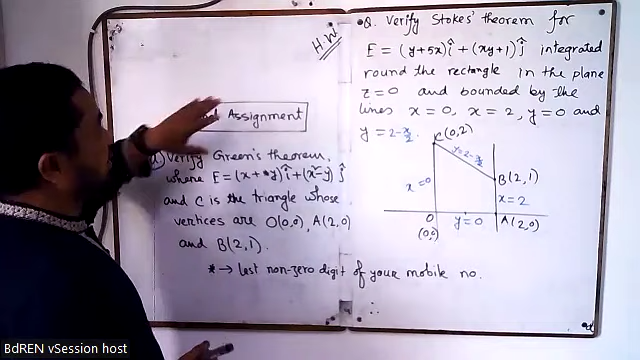 H.W
Assignment
Verify Green's theorem,
where E = (x+*y)î+(x²-y) ĵ
and C is the triangle whose
vertices are O(0,0), A(2,0)
and B(2,1).
* → last non-zero digit of your mobile no.
•Q. Verify Stokes' theorem for
E = (y+5x)î + (xy+1)ĵ integrated
round the rectangle in the plane
z=0 and bounded by the
lines x=0, x=2, y=0 and
y = 2-x/2.
C(0,2)
y=2-x/2
B(2,1)
x=0
x=2
O
y=0
A(2,0)
(0,0)
BdREN vSession host